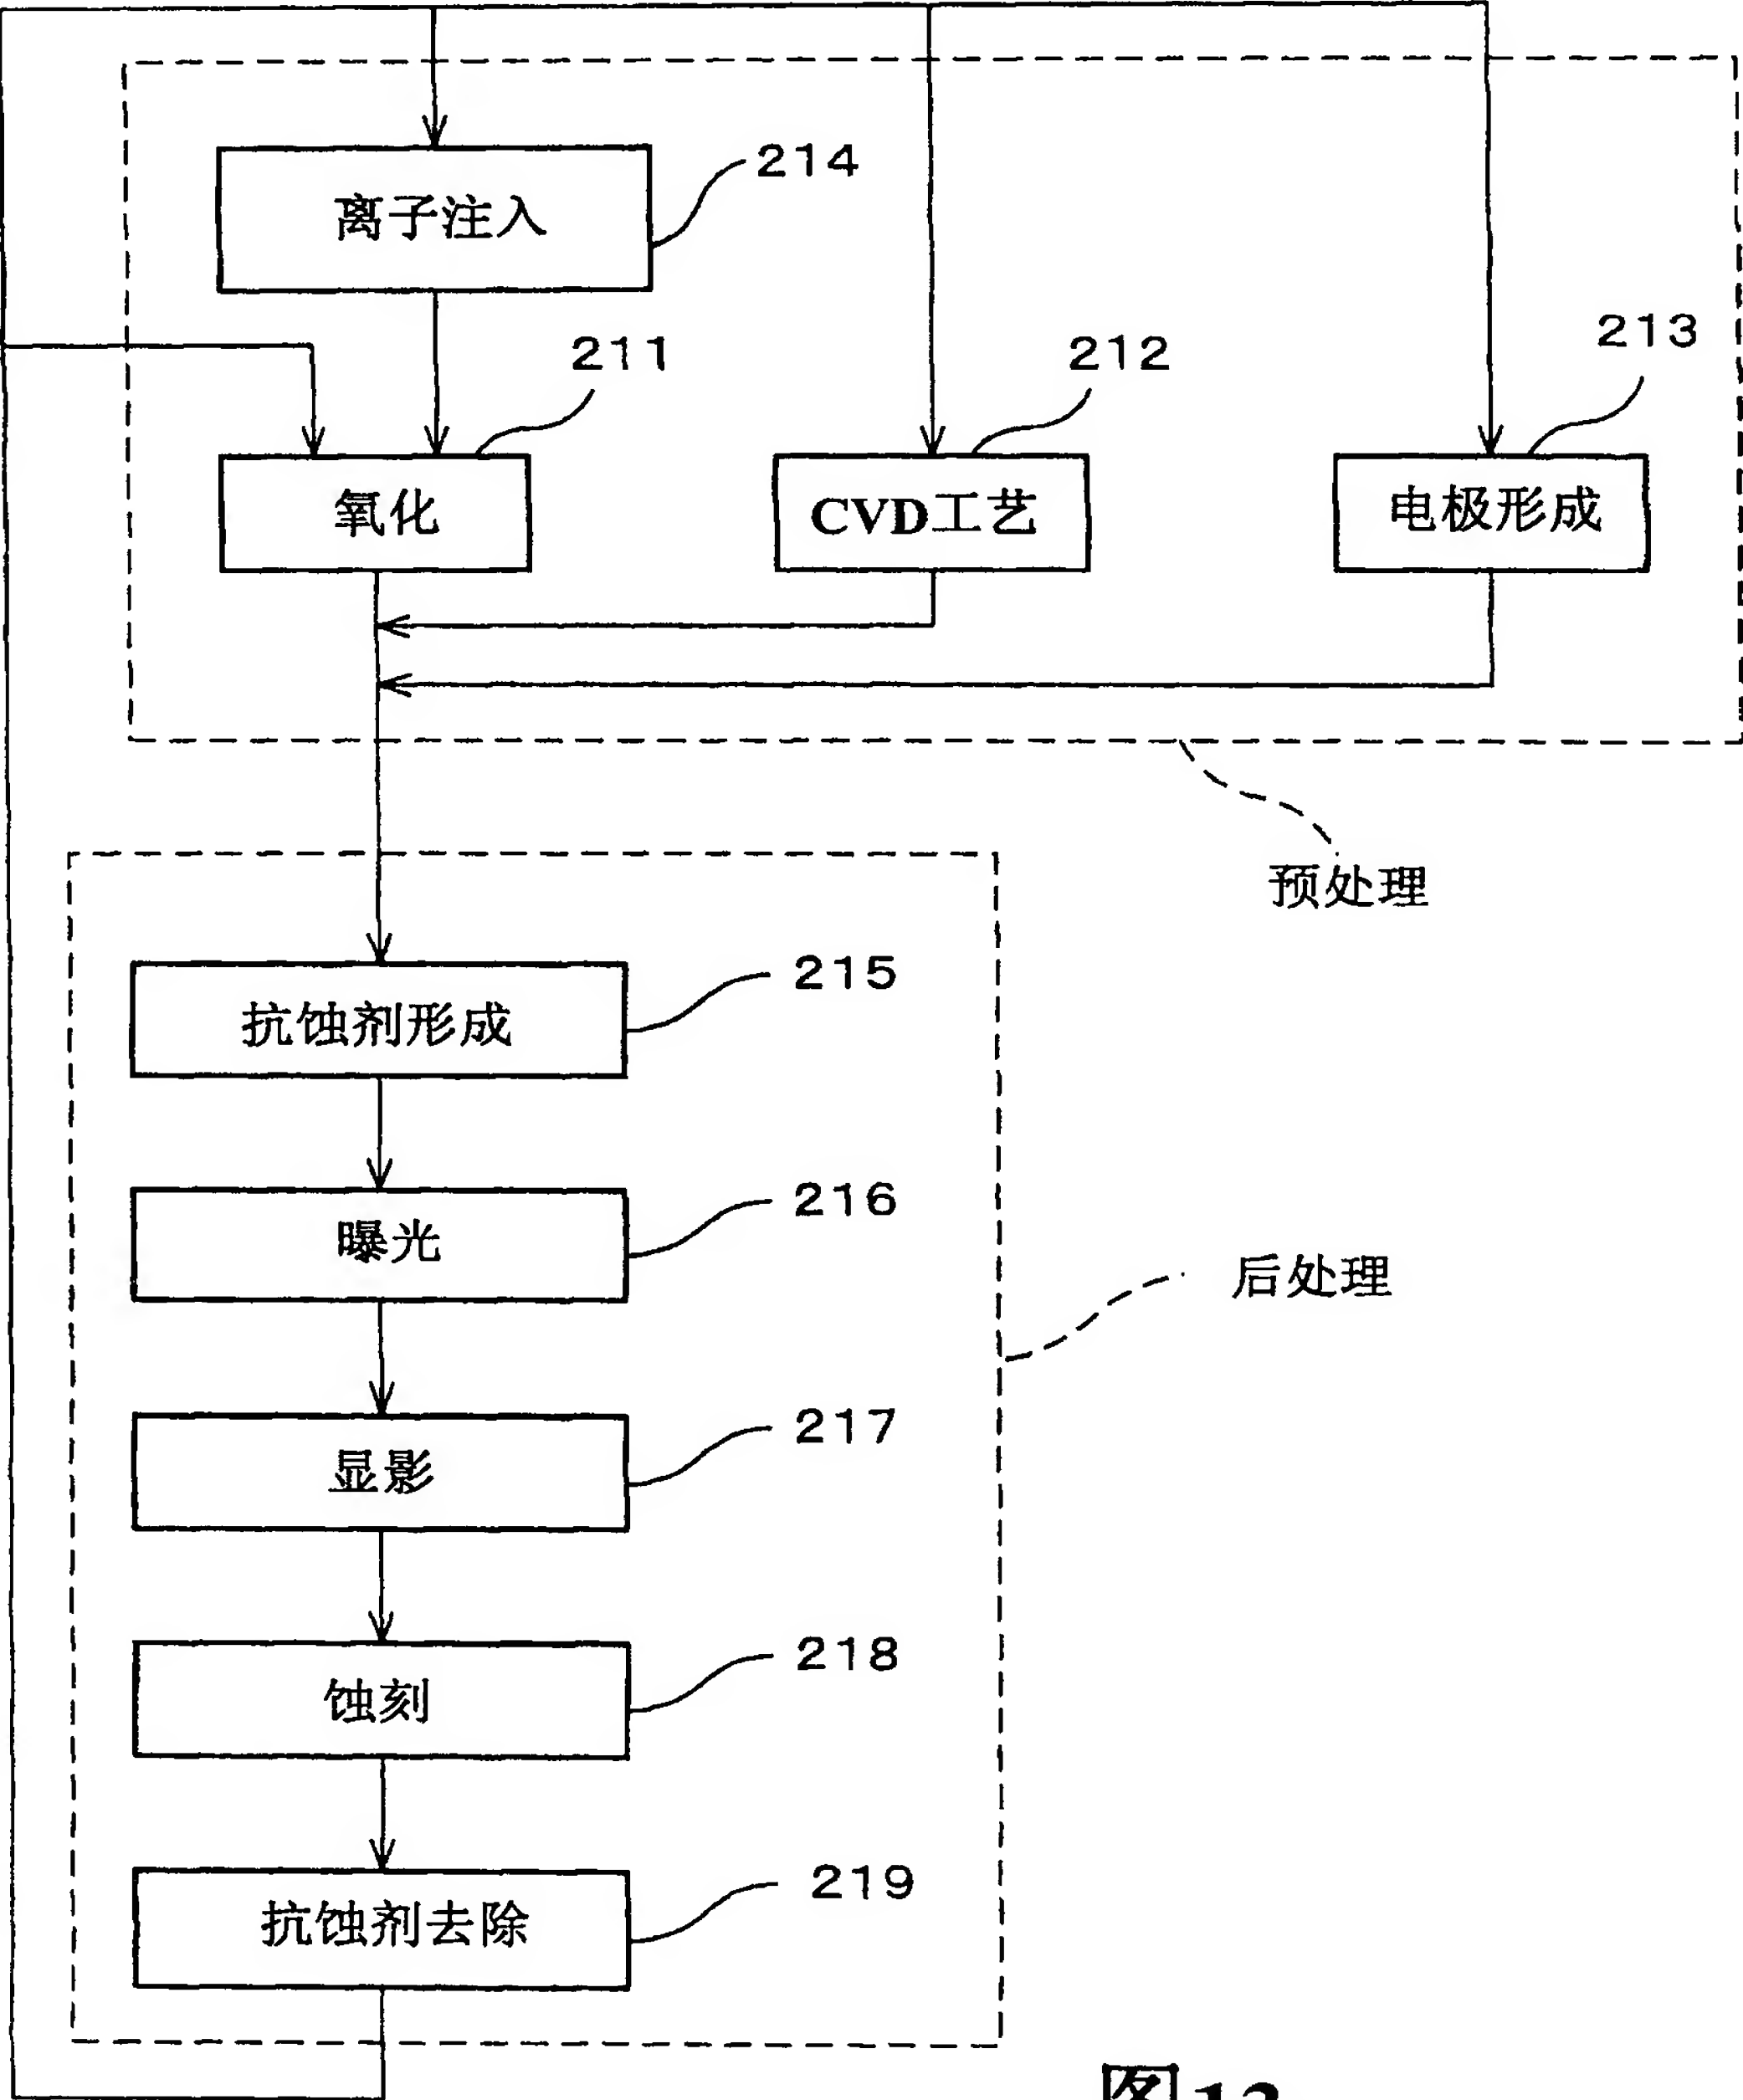 214
离子注入
211
212
213
氧化
CVD工艺
电极形成
预处理
215
抗蚀剂形成
216
曝光
后处理
217
显影
218
蚀刻
219
抗蚀剂去除